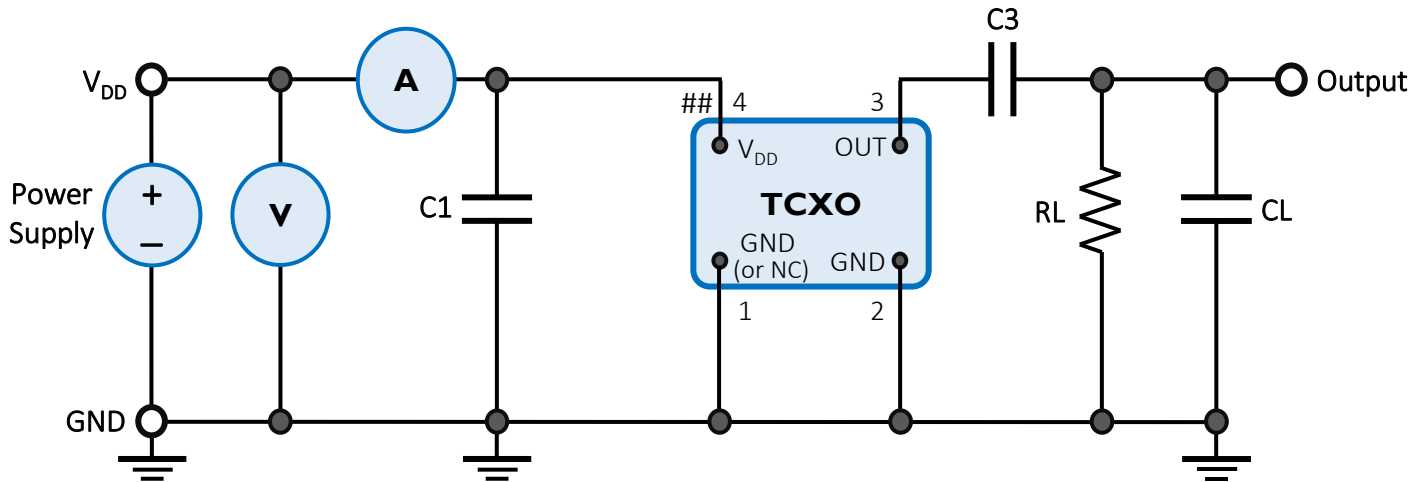 C3
V_DD
A
Output
## 4
3
V_DD
OUT
Power
Supply
+
−
V
C1
TCXO
RL
CL
GND
(or NC)
GND
1
2
GND